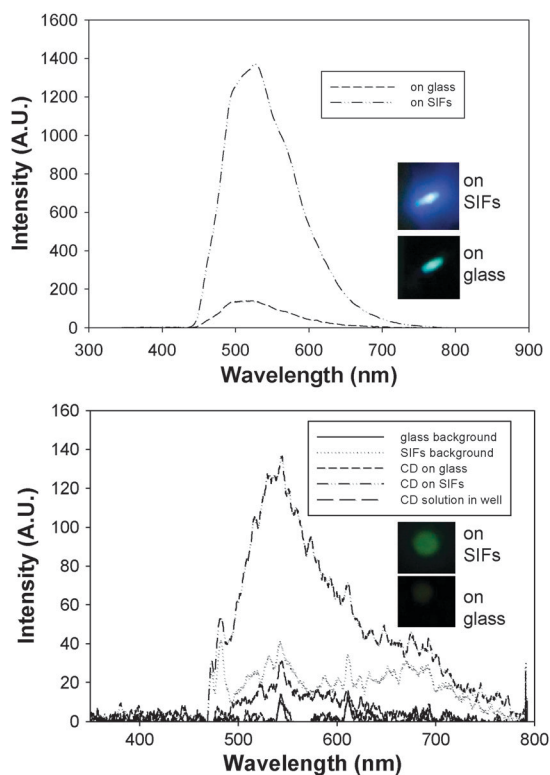 1600
1400
1200
1000
800
600
400
200
0
Intensity (A.U.)
on glass
on SIFs
on
SIFs
on
glass
300 400 500 600 700 800 900
Wavelength (nm)
160
140
120
100
80
60
40
20
0
Intensity (A.U.)
glass background
SIFs background
CD on glass
CD on SIFs
CD solution in well
on
SIFs
on
glass
400 500 600 700 800
Wavelength (nm)